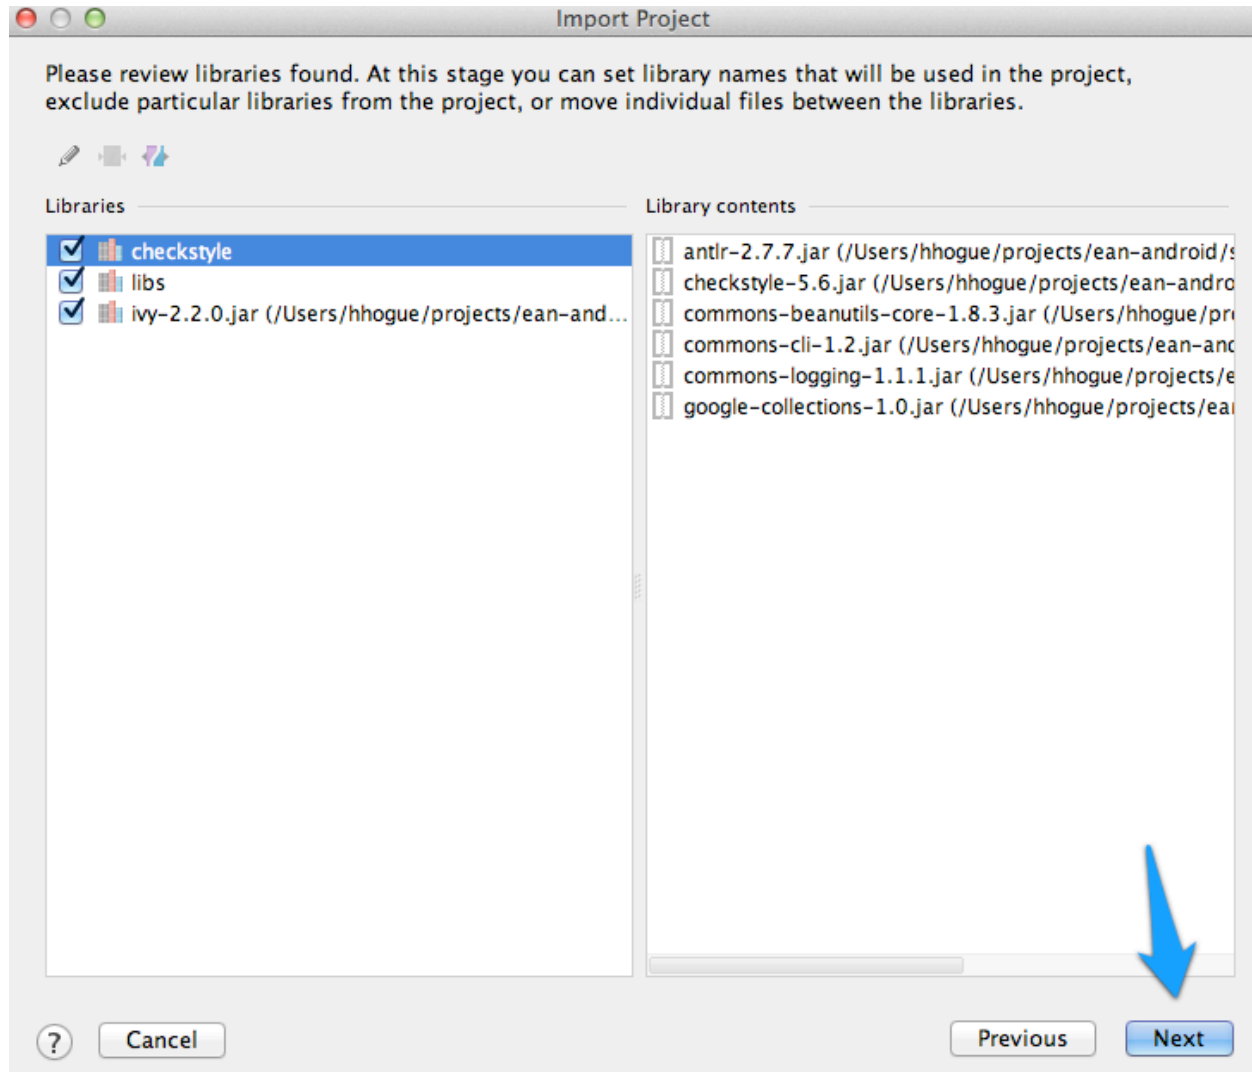 Import Project
Please review libraries found. At this stage you can set library names that will be used in the project,
exclude particular libraries from the project, or move individual files between the libraries.
Libraries
checkstyle
libs
ivy-2.2.0.jar (/Users/hhogue/projects/ean-and...
Library contents
antlr-2.7.7.jar (/Users/hhogue/projects/ean-android/s
checkstyle-5.6.jar (/Users/hhogue/projects/ean-andro
commons-beanutils-core-1.8.3.jar (/Users/hhogue/pro
commons-cli-1.2.jar (/Users/hhogue/projects/ean-and
commons-logging-1.1.1.jar (/Users/hhogue/projects/e
google-collections-1.0.jar (/Users/hhogue/projects/ean
?
Cancel
Previous
Next